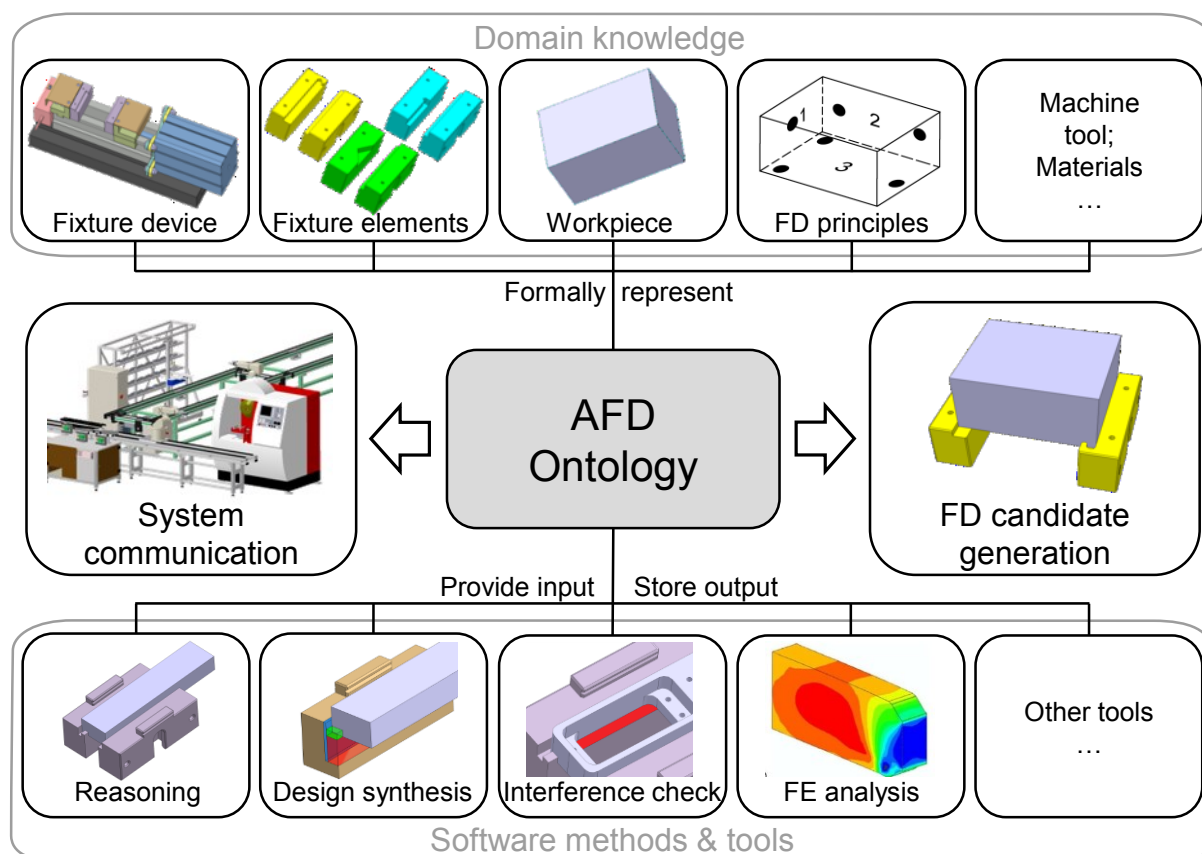 Domain knowledge
Fixture device
Fixture elements
Workpiece
1
2
3
FD principles
Machine
tool;
Materials
…
Formally represent
System
communication
AFD
Ontology
FD candidate
generation
Provide input
Store output
Reasoning
Design synthesis
Interference check
FE analysis
Other tools
…
Software methods & tools